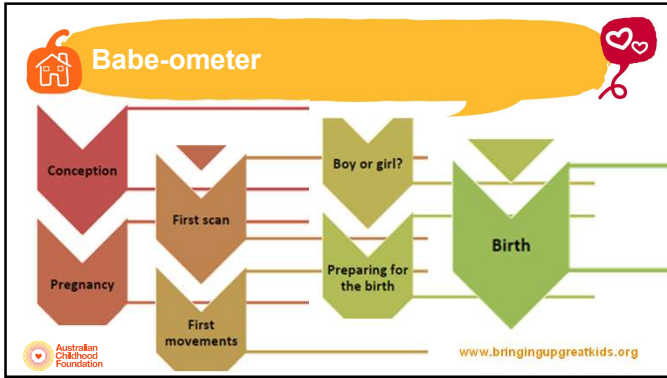 Babe-ometer
Conception
Pregnancy
First scan
First
movements
Boy or girl?
Preparing for
the birth
Birth
Australian
Childhood
Foundation
www.bringingupgreatkids.org